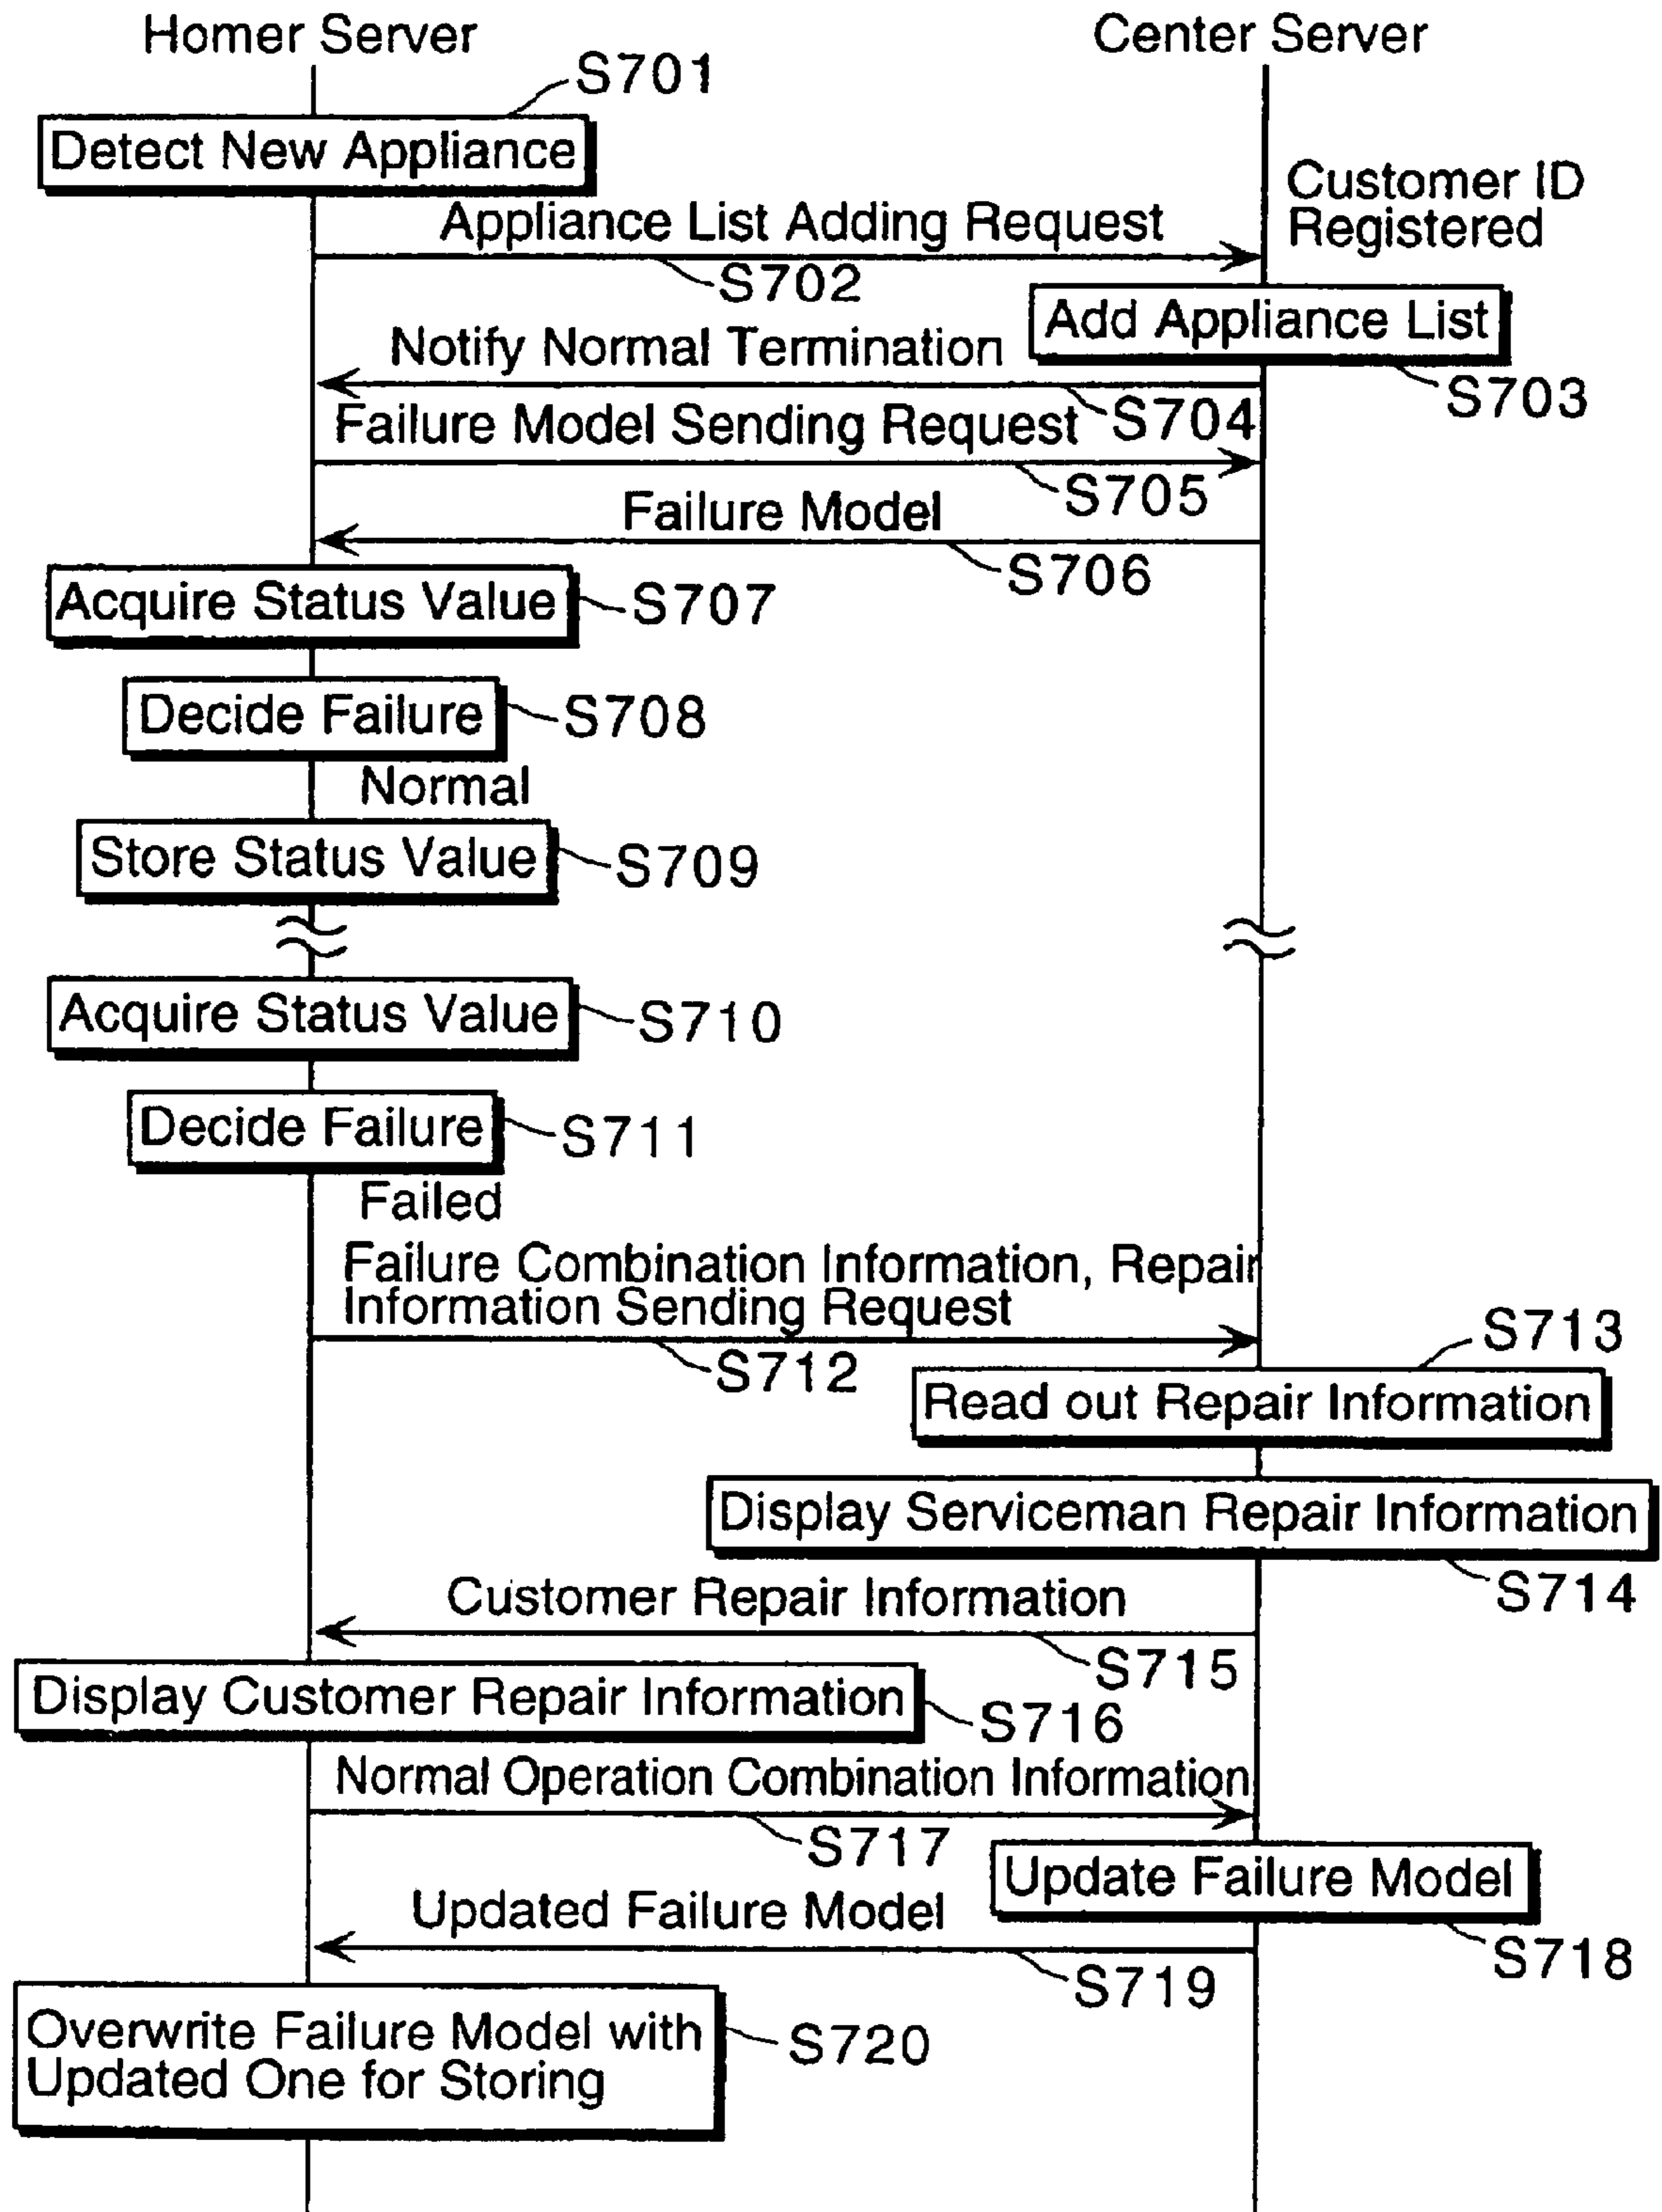 Homer Server
Center Server
S701
Detect New Appliance
Customer ID
Registered
Appliance List Adding Request
S702
Add Appliance List
S703
Notify Normal Termination
S704
Failure Model Sending Request
S705
Failure Model
S706
Acquire Status Value
S707
Decide Failure
S708
Normal
Store Status Value
S709
Acquire Status Value
S710
Decide Failure
S711
Failed
Failure Combination Information, Repair
Information Sending Request
S712
S713
Read out Repair Information
Display Serviceman Repair Information
S714
Customer Repair Information
S715
Display Customer Repair Information
S716
Normal Operation Combination Information
S717
Update Failure Model
S718
Updated Failure Model
S719
Overwrite Failure Model with
Updated One for Storing
S720